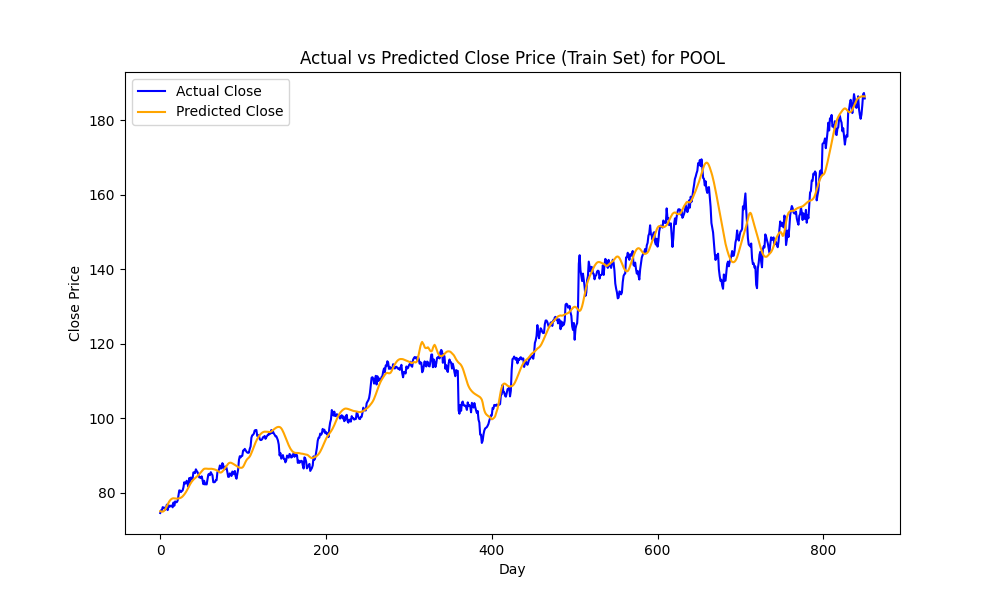 Actual vs Predicted Close Price (Train Set) for POOL
Actual Close
Predicted Close
Close Price
180
160
140
120
100
80
0 200 400 600 800
Day